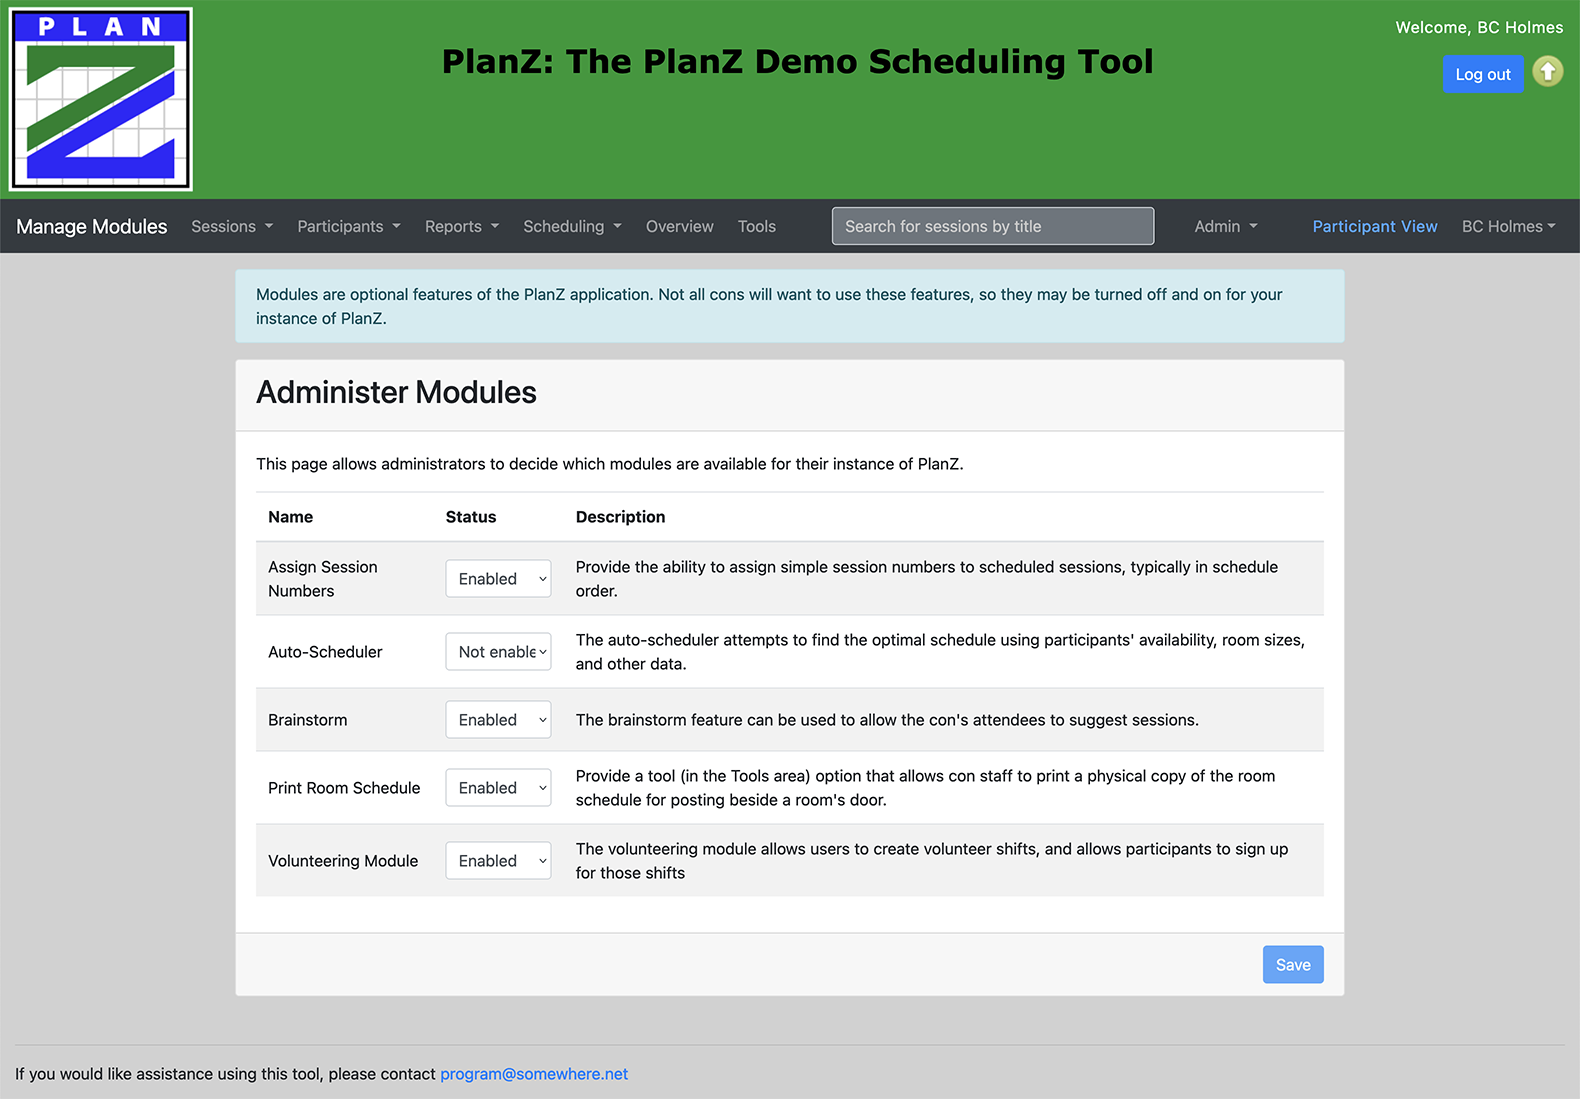 PLAN
PlanZ: The PlanZ Demo Scheduling Tool
Welcome, BC Holmes
Log out
Manage Modules Sessions Participants Reports Scheduling Overview Tools Search for sessions by title Admin Participant View BC Holmes
Modules are optional features of the PlanZ application. Not all cons will want to use these features, so they may be turned off and on for your
instance of PlanZ.
Administer Modules
This page allows administrators to decide which modules are available for their instance of PlanZ.
Name Status Description
Assign Session
Numbers
Enabled
Provide the ability to assign simple session numbers to scheduled sessions, typically in schedule
order.
Auto-Scheduler
Not enable
The auto-scheduler attempts to find the optimal schedule using participants' availability, room sizes,
and other data.
Brainstorm
Enabled
The brainstorm feature can be used to allow the con's attendees to suggest sessions.
Print Room Schedule
Enabled
Provide a tool (in the Tools area) option that allows con staff to print a physical copy of the room
schedule for posting beside a room's door.
Volunteering Module
Enabled
The volunteering module allows users to create volunteer shifts, and allows participants to sign up
for those shifts
Save
If you would like assistance using this tool, please contact program@somewhere.net